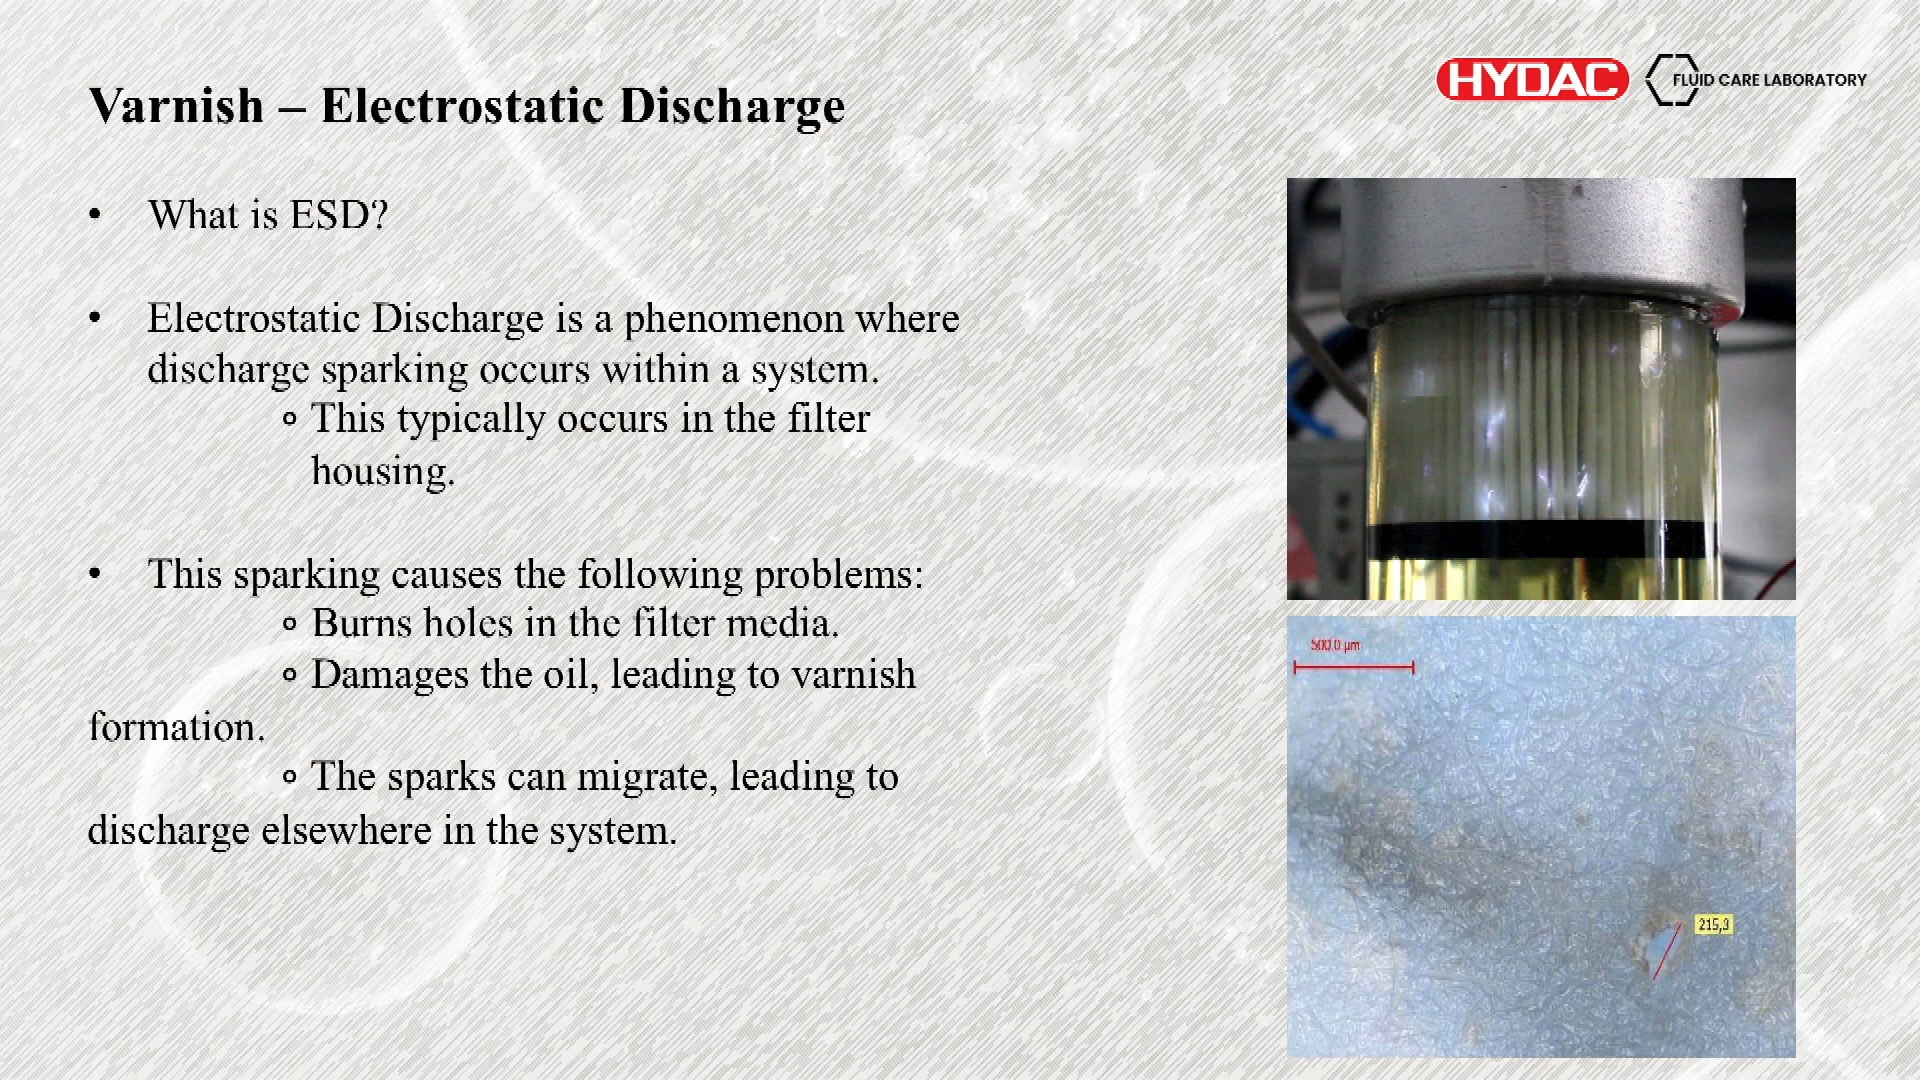 HYDAC
FLUID CARE LABORATORY
Varnish – Electrostatic Discharge
• What is ESD?
• Electrostatic Discharge is a phenomenon where
discharge sparking occurs within a system.
∘ This typically occurs in the filter
housing.
• This sparking causes the following problems:
∘ Burns holes in the filter media.
∘ Damages the oil, leading to varnish
formation.
∘ The sparks can migrate, leading to
discharge elsewhere in the system.
500.0 µm
215,3